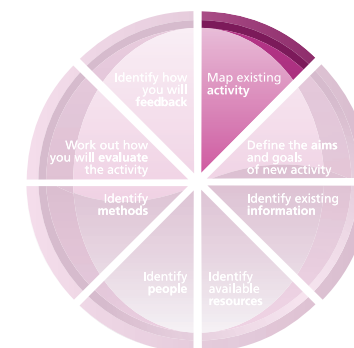 Map existing
activity
Define the aims
and goals
of new activity
Identify existing
information
Identify
available
resources
Identify
people
Identify
methods
Work out how
you will evaluate
the activity
Identify how
you will
feedback